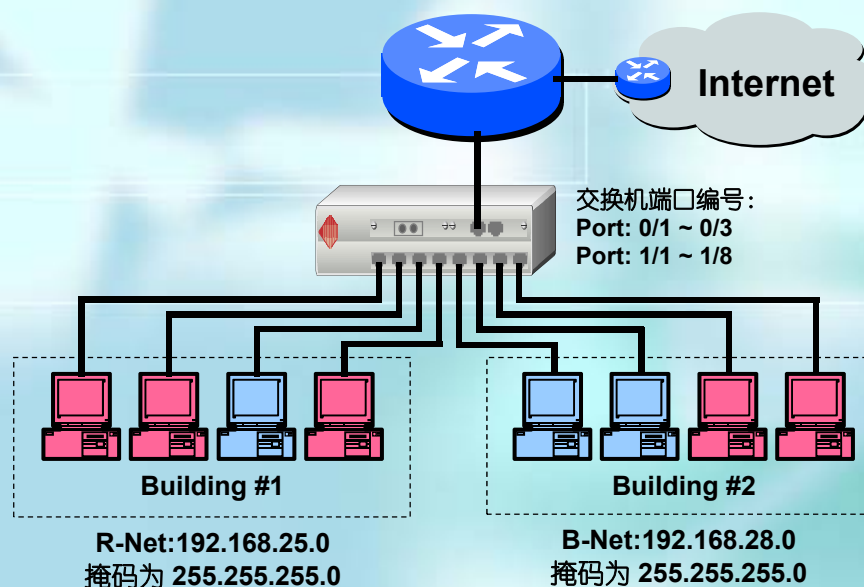 Internet
交换机端口编号：
Port: 0/1 ~ 0/3
Port: 1/1 ~ 1/8
Building #1
Building #2
R-Net:192.168.25.0
掩码为 255.255.255.0
B-Net:192.168.28.0
掩码为 255.255.255.0